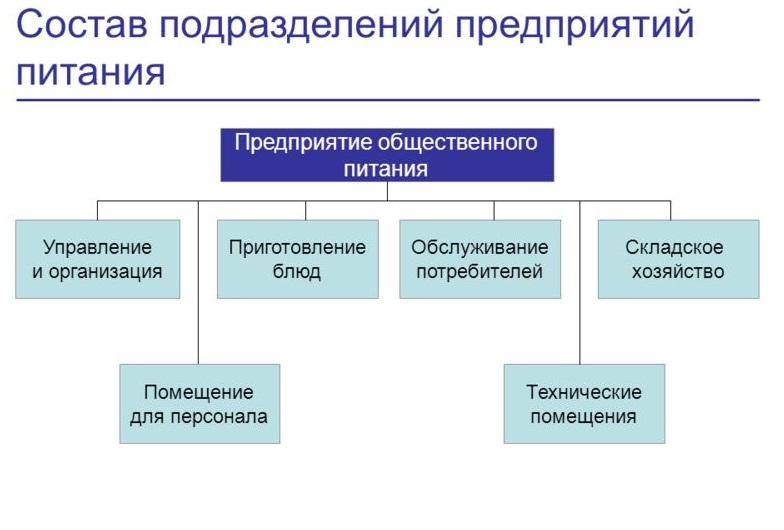 Состав подразделений предприятий
питания
Предприятие общественного
питания
Управление
и организация
Приготовление
блюд
Обслуживание
потребителей
Складское
хозяйство
Помещение
для персонала
Технические
помещения